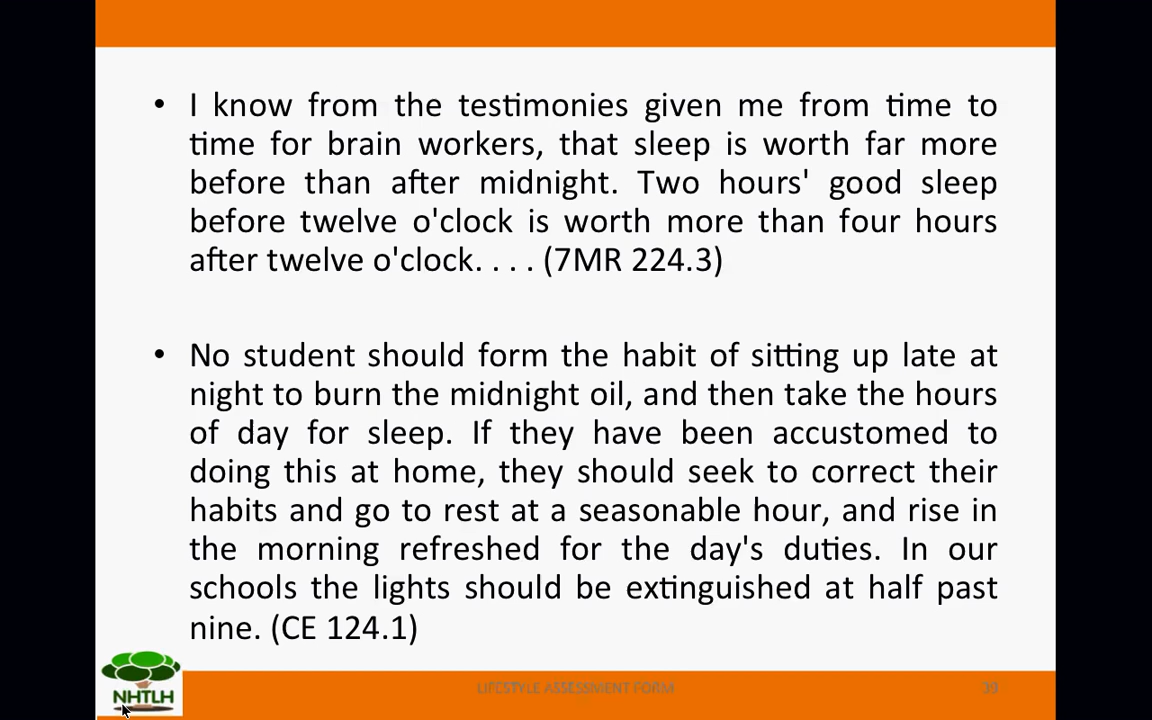 • I know from the testimonies given me from time to
time for brain workers, that sleep is worth far more
before than after midnight. Two hours' good sleep
before twelve o'clock is worth more than four hours
after twelve o'clock. . . . (7MR 224.3)
• No student should form the habit of sitting up late at
night to burn the midnight oil, and then take the hours
of day for sleep. If they have been accustomed to
doing this at home, they should seek to correct their
habits and go to rest at a seasonable hour, and rise in
the morning refreshed for the day's duties. In our
schools the lights should be extinguished at half past
nine. (CE 124.1)
NHTLH
LIFESTYLE ASSESSMENT FORM
39